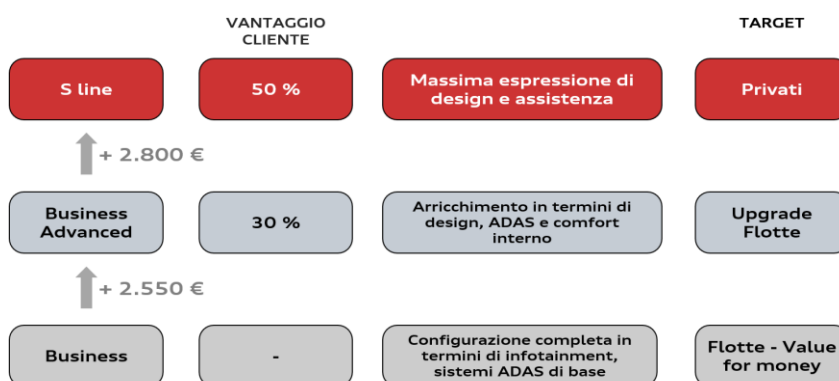 VANTAGGIO
CLIENTE
TARGET
S line
50 %
Massima espressione di
design e assistenza
Privati
+ 2.800 €
Business
Advanced
30 %
Arricchimento in termini di
design, ADAS e comfort
interno
Upgrade
Flotte
+ 2.550 €
Business
-
Configurazione completa in
termini di infotainment,
sistemi ADAS di base
Flotte - Value
for money